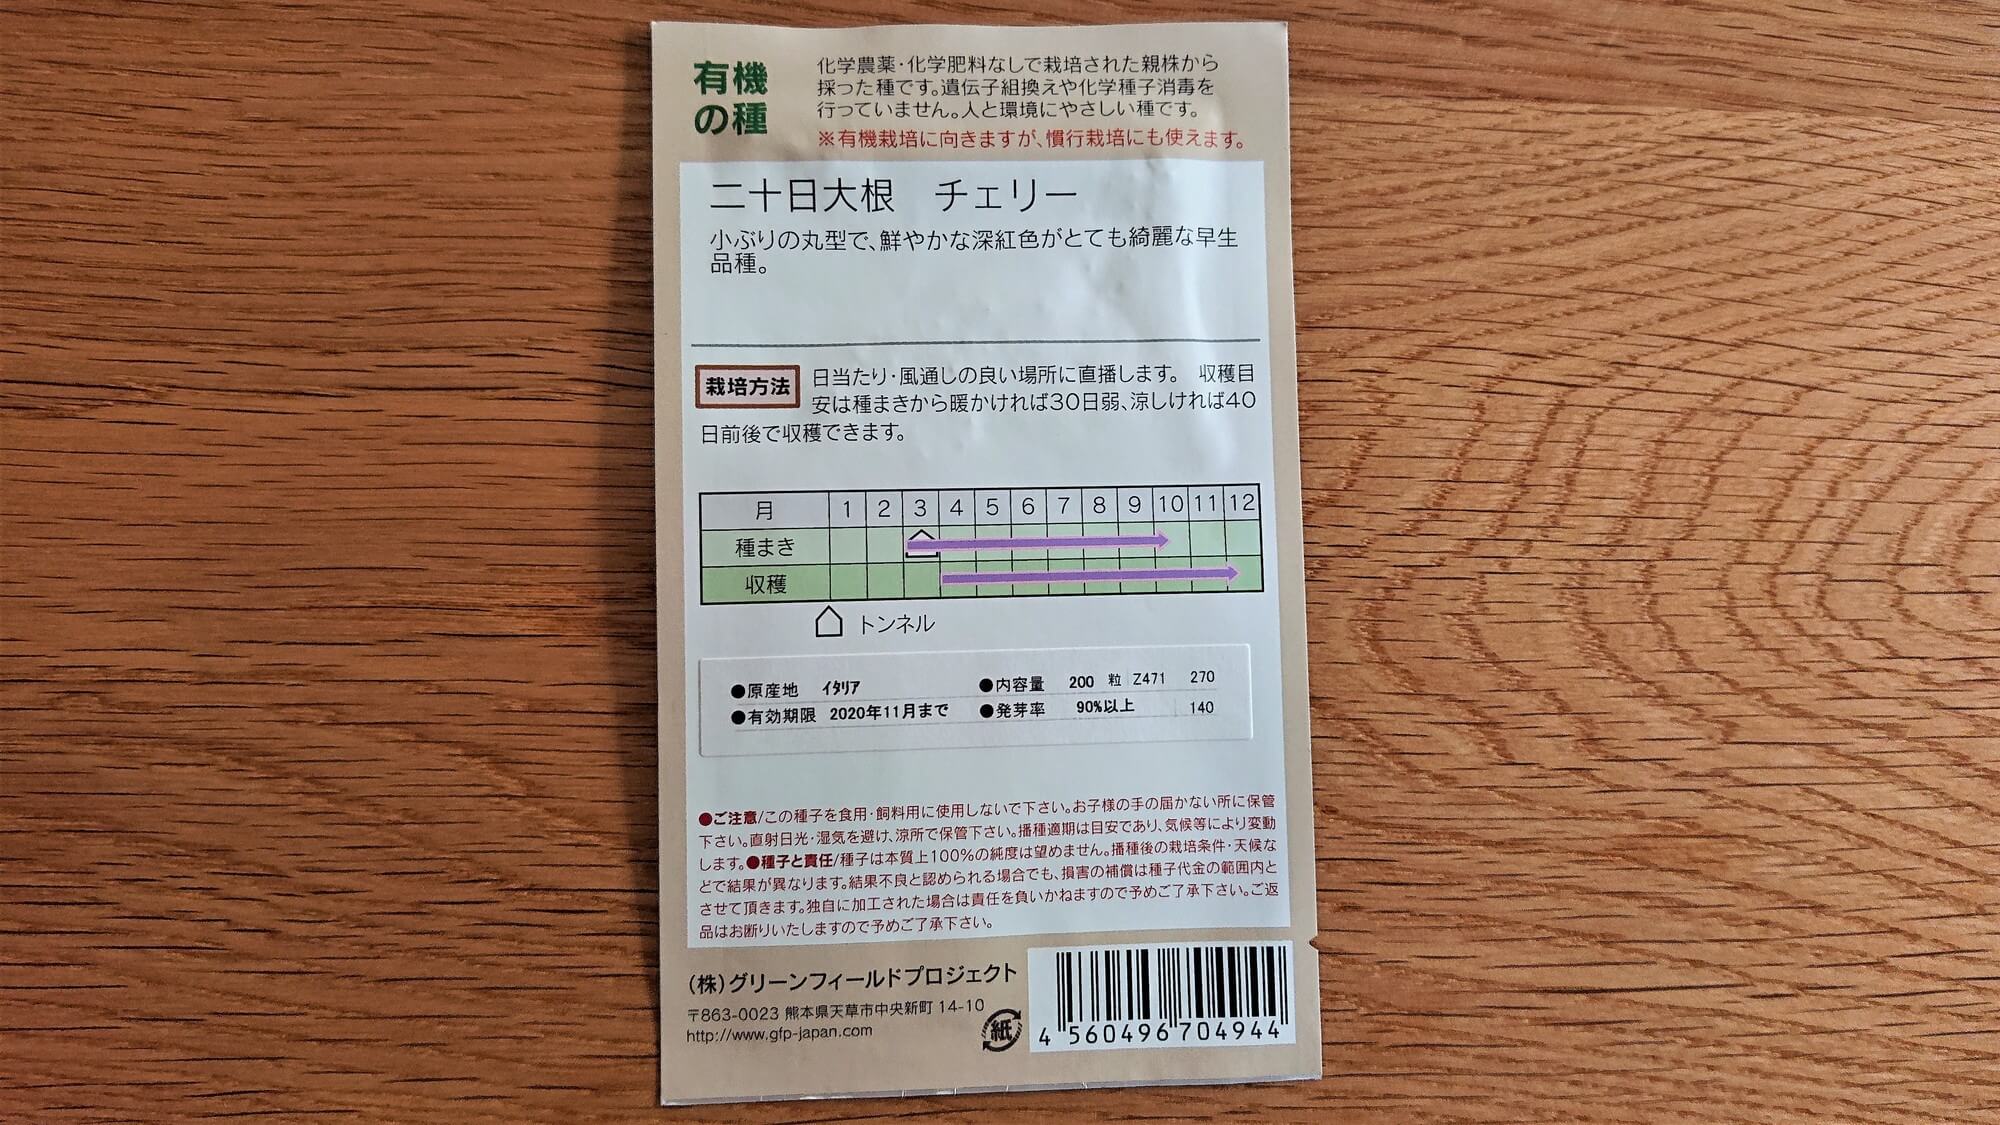 有機
の種
化学農薬・化学肥料なしで栽培された親株から
採った種です。遺伝子組換えや化学種子消毒を
行っていません。人と環境にやさしい種です。
※有機栽培に向きますが、慣行栽培にも使えます。
二十日大根　チェリー
小ぶりの丸型で、鮮やかな深紅色がとても綺麗な早生
品種。
栽培方法
日当たり・風通しの良い場所に直播します。　収穫目
安は種まきから暖かければ30日弱、涼しければ40
日前後で収穫できます。
月 1 2 3 4 5 6 7 8 9 10 11 12
種まき
収穫
トンネル
●原産地 イタリア ●内容量 200 粒 Z471 270
●有効期限 2020年11月まで ●発芽率 90%以上 140
●ご注意/この種子を食用・飼料用に使用しないで下さい。お子様の手の届かない所に保管
下さい。直射日光・湿気を避け、涼所で保管下さい。播種適期は目安であり、気候等により変動
します。●種子と責任/種子は本質上100%の純度は望めません。播種後の栽培条件・天候な
どで結果が異なります。結果不良と認められる場合でも、損害の補償は種子代金の範囲内と
させて頂きます。独自に加工された場合は責任を負いかねますので予めご了承下さい。ご返
品はお断りいたしますので予めご了承下さい。
(株)グリーンフィールドプロジェクト
〒863-0023 熊本県天草市中央新町 14-10
http://www.gfp-japan.com
紙
4 560496 704944